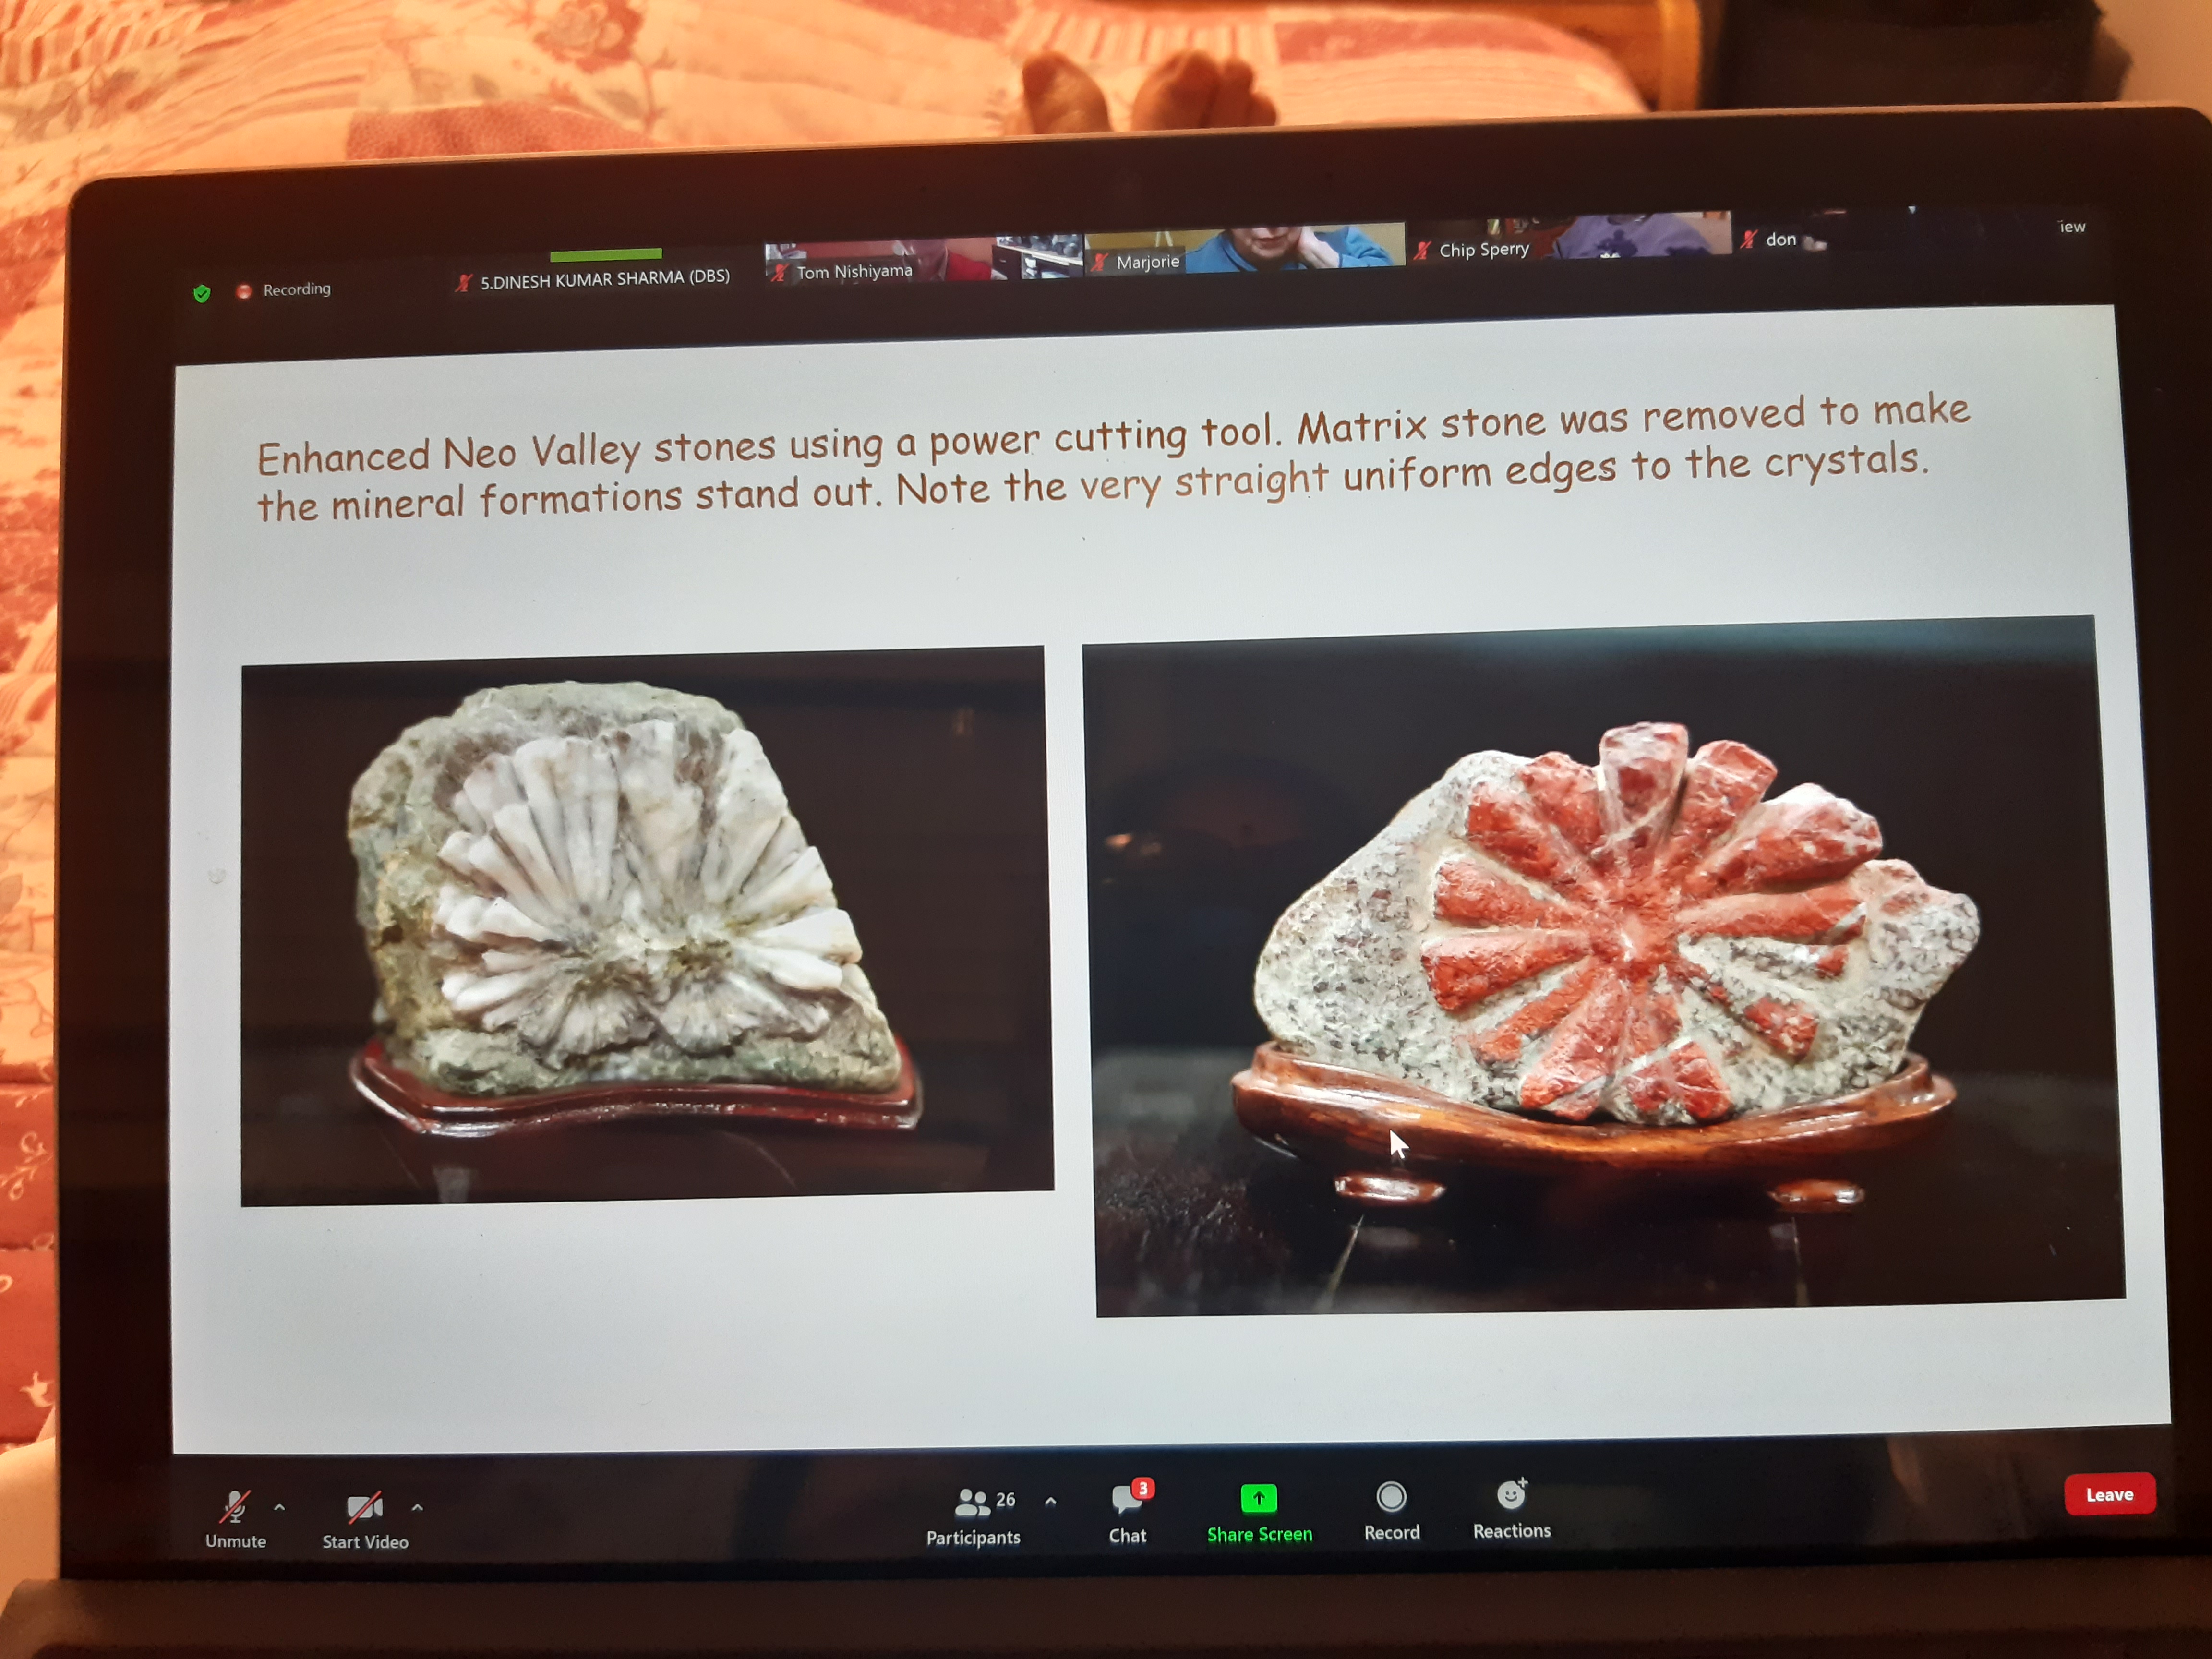 Recording
5.DINESH KUMAR SHARMA (DBS)
Tom Nishiyama
Marjorie
Chip Sperry
don
iew
Enhanced Neo Valley stones using a power cutting tool. Matrix stone was removed to make
the mineral formations stand out. Note the very straight uniform edges to the crystals.
Unmute
Start Video
26
Participants
3
Chat
Share Screen
Record
Reactions
Leave